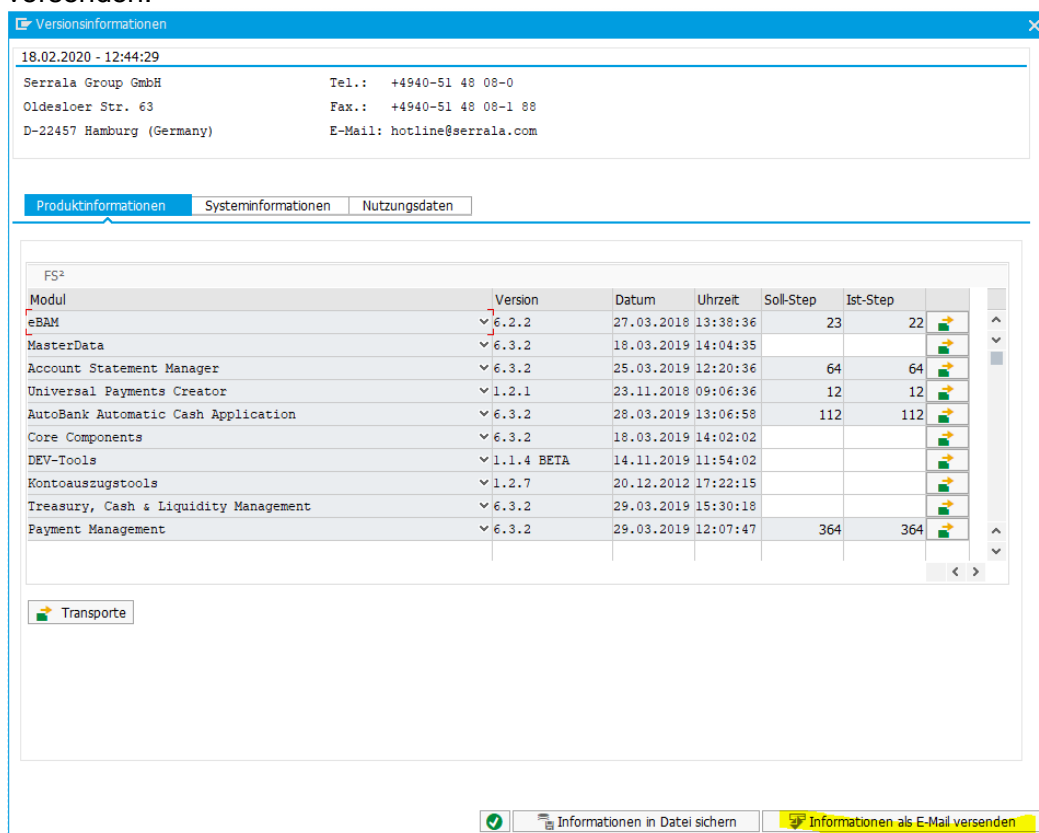 versenden.
Versionsinformationen
18.02.2020 - 12:44:29
Serrala Group GmbH Tel.: +4940-51 48 08-0
Oldesloer Str. 63 Fax.: +4940-51 48 08-1 88
D-22457 Hamburg (Germany) E-Mail: hotline@serrala.com
Produktinformationen Systeminformationen Nutzungsdaten
FS²
Modul Version Datum Uhrzeit Soll-Step Ist-Step
eBAM 6.2.2 27.03.2018 13:38:36 23 22
MasterData 6.3.2 18.03.2019 14:04:35
Account Statement Manager 6.3.2 25.03.2019 12:20:36 64 64
Universal Payments Creator 1.2.1 23.11.2018 09:06:36 12 12
AutoBank Automatic Cash Application 6.3.2 28.03.2019 13:06:58 112 112
Core Components 6.3.2 18.03.2019 14:02:02
DEV-Tools 1.1.4 BETA 14.11.2019 11:54:02
Kontoauszugstools 1.2.7 20.12.2012 17:22:15
Treasury, Cash & Liquidity Management 6.3.2 29.03.2019 15:30:18
Payment Management 6.3.2 29.03.2019 12:07:47 364 364
Transporte
Informationen in Datei sichern Informationen als E-Mail versenden